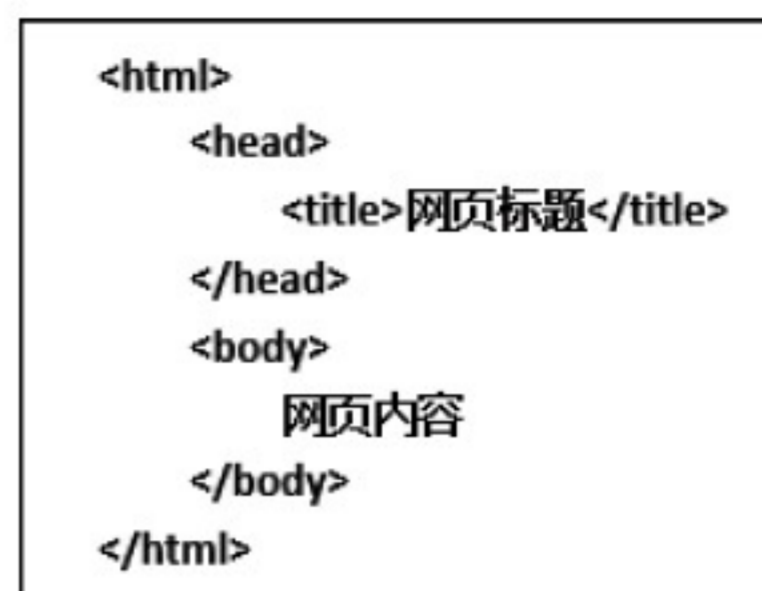 <html>
<head>
<title>网页标题</title>
</head>
<body>
网页内容
</body>
</html>